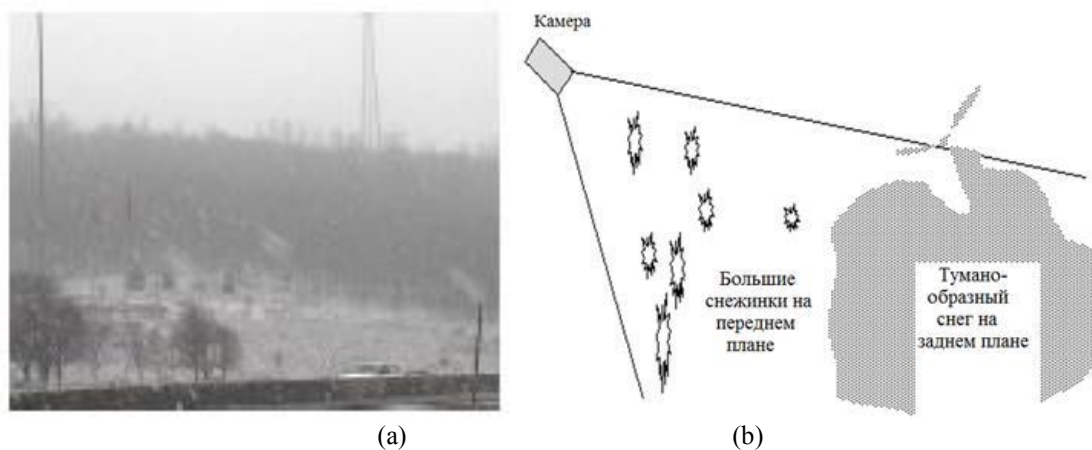 Камера
Большие
снежинки на
переднем
плане
Тумано-
образный
снег на
заднем плане
(a)
(b)